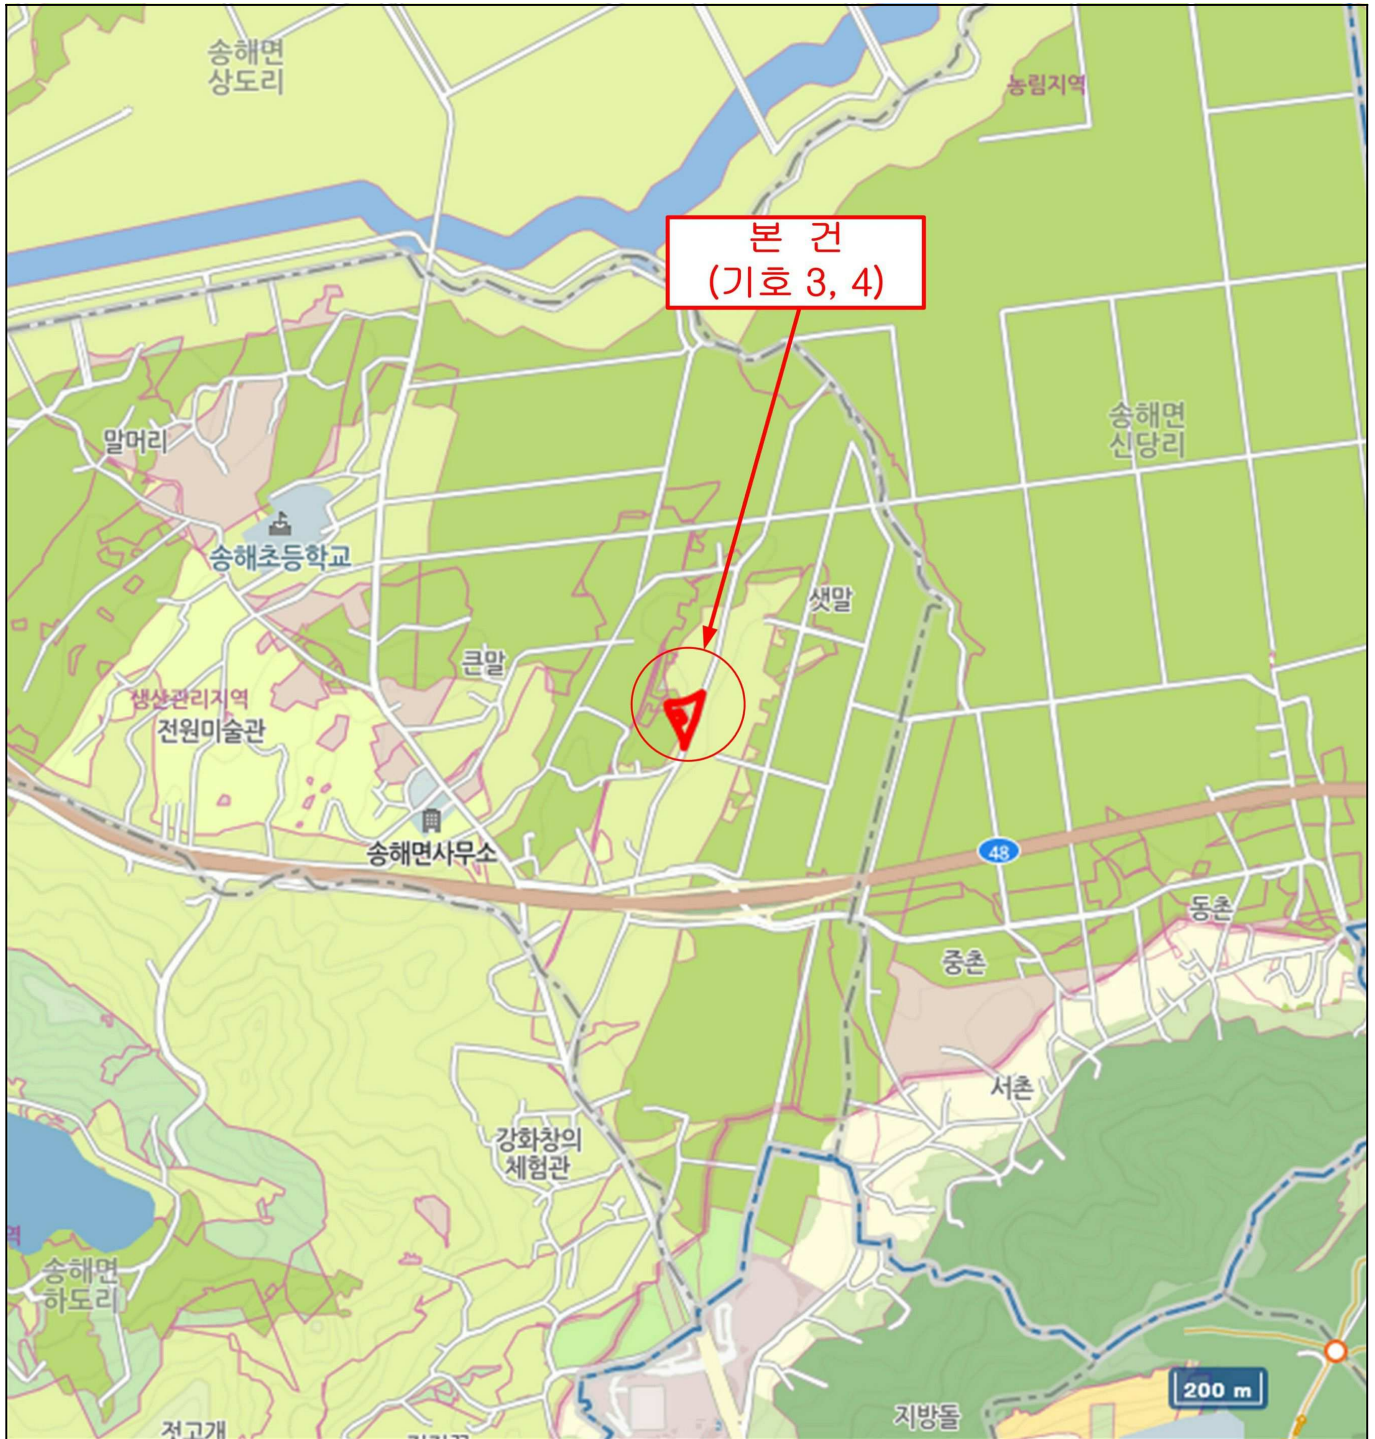 송해면
상도리
농림지역
본 건
(기호 3, 4)
송해면
신당리
말머리
송해초등학교
샛말
큰말
생산관리지역
전원미술관
송해면사무소
48
동촌
중촌
서촌
강화창의
체험관
역
송해면
하도리
200 m
지방돌